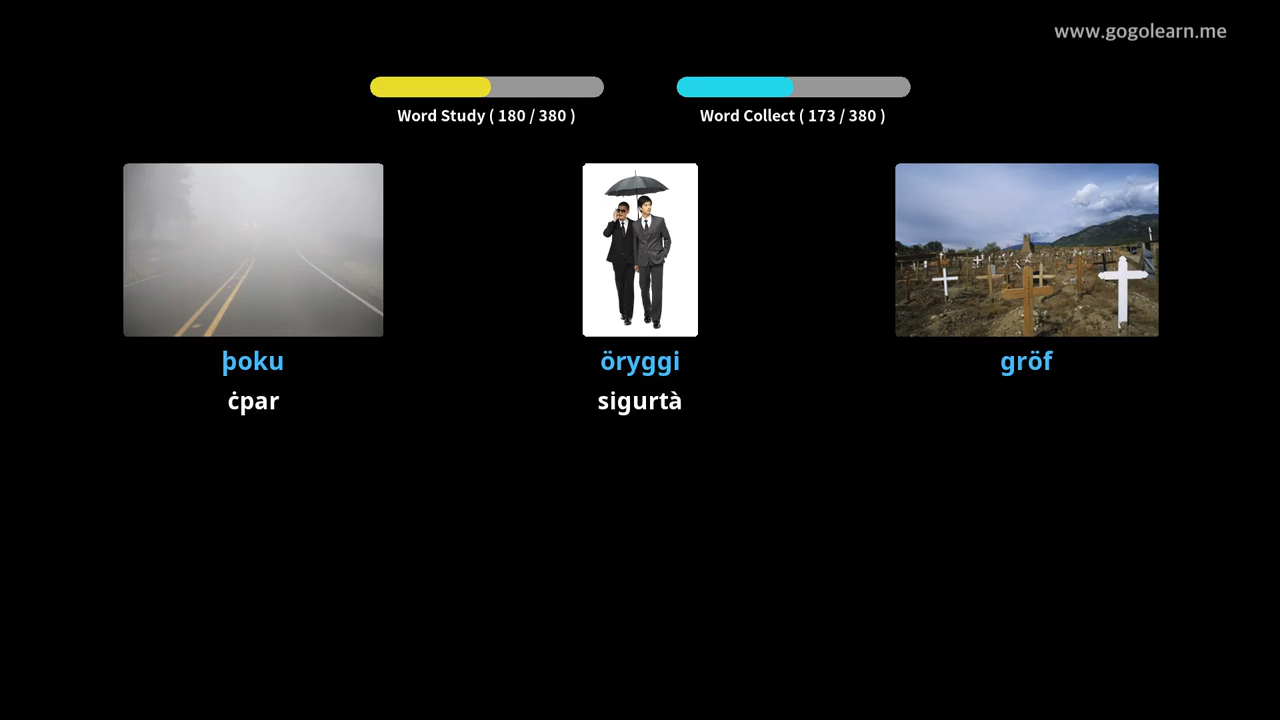 www.gogolearn.me
Word Study ( 180 / 380 )
Word Collect ( 173 / 380 )
þoku
öryggi
gröf
ċpar
sigurtà